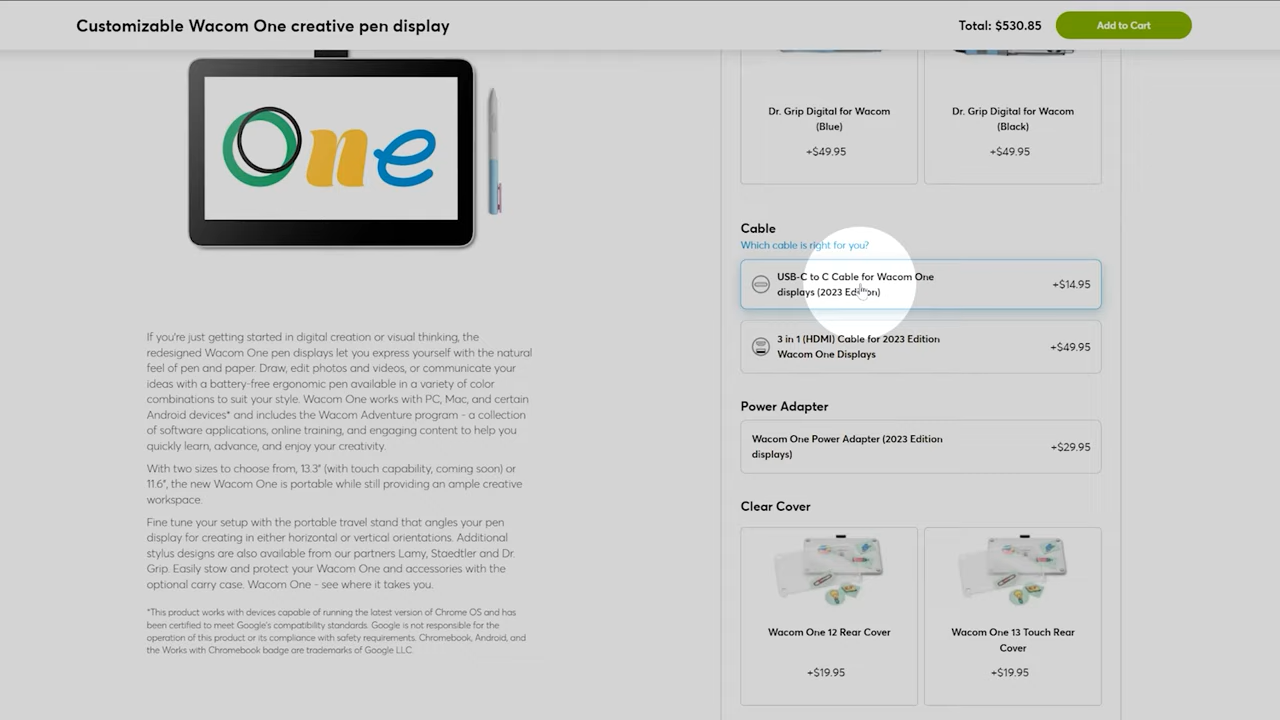 Customizable Wacom One creative pen display
Total: $530.85
Add to Cart
One
If you're just getting started in digital creation or visual thinking, the
redesigned Wacom One pen displays let you express yourself with the natural
feel of pen and paper. Draw, edit photos and videos, or communicate your
ideas with a battery-free ergonomic pen available in a variety of color
combinations to suit your style. Wacom One works with PC, Mac, and certain
Android devices* and includes the Wacom Adventure program - a collection
of software applications, online training, and engaging content to help you
quickly learn, advance, and enjoy your creativity.
With two sizes to choose from, 13.3" (with touch capability, coming soon) or
11.6", the new Wacom One is portable while still providing an ample creative
workspace.
Fine tune your setup with the portable travel stand that angles your pen
display for creating in either horizontal or vertical orientations. Additional
stylus designs are also available from our partners Lamy, Staedtler and Dr.
Grip. Easily stow and protect your Wacom One and accessories with the
optional carry case. Wacom One - see where it takes you.
*This product works with devices capable of running the latest version of Chrome OS and has
been certified to meet Google's compatibility standards. Google is not responsible for the
operation of this product or its compliance with safety requirements. Chromebook, Android, and
the Works with Chromebook badge are trademarks of Google LLC.
Dr. Grip Digital for Wacom
(Blue)
+$49.95
Dr. Grip Digital for Wacom
(Black)
+$49.95
Cable
Which cable is right for you?
USB-C to C Cable for Wacom One
displays (2023 Edition)
+$14.95
3 in 1 (HDMI) Cable for 2023 Edition
Wacom One Displays
+$49.95
Power Adapter
Wacom One Power Adapter (2023 Edition
displays)
+$29.95
Clear Cover
Wacom One 12 Rear Cover
+$19.95
Wacom One 13 Touch Rear
Cover
+$19.95